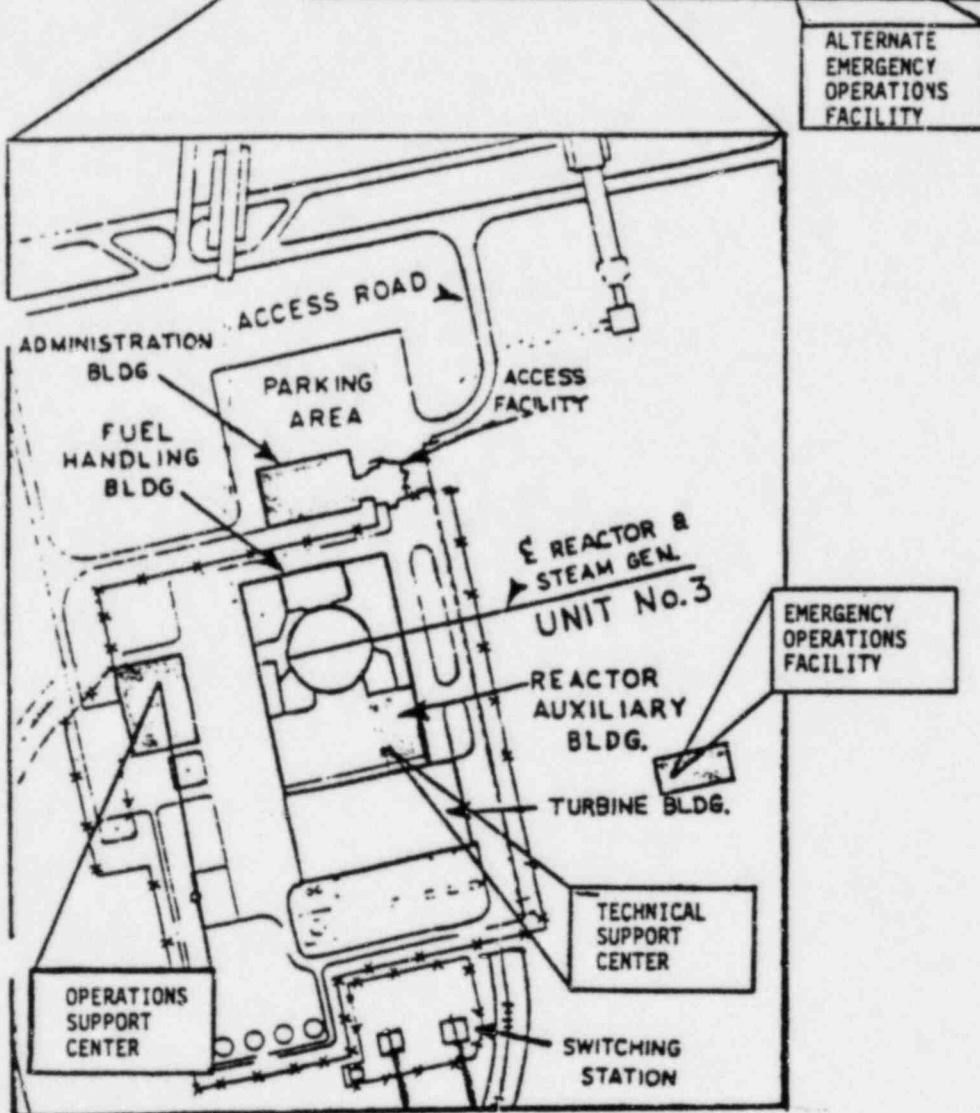 ALTERNATE
EMERGENCY
OPERATIONS
FACILITY
ACCESS ROAD
ADMINISTRATION
BLDG
PARKING
AREA
ACCESS
FACILITY
FUEL
HANDLING
BLDG
℄ REACTOR &
STEAM GEN.
UNIT No.3
EMERGENCY
OPERATIONS
FACILITY
REACTOR
AUXILIARY
BLDG.
TURBINE BLDG.
TECHNICAL
SUPPORT
CENTER
OPERATIONS
SUPPORT
CENTER
SWITCHING
STATION